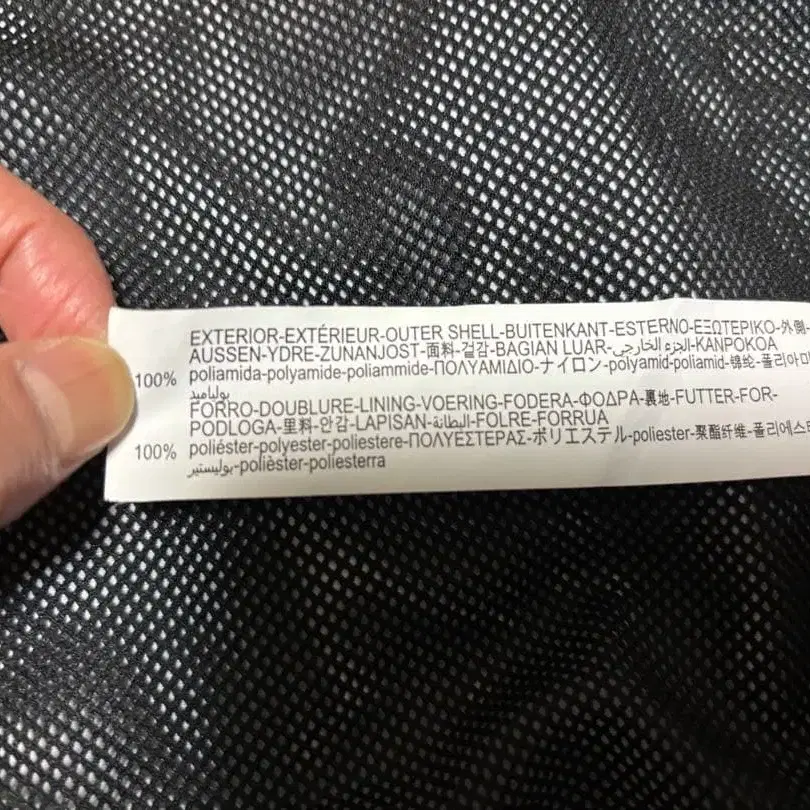 EXTERIOR-EXTÉRIEUR-OUTER SHELL-BUITENKANT-ESTERNO-ΕΞΩΤΕΡΙΚΟ-外側-
AUSSEN-YDRE-ZUNANJOST-面料-겉감-BAGIAN LUAR-الجزء الخارجي-KANPOKOA
100% poliamida-polyamide-poliammide-ΠΟΛΥΑΜΙΔΙΟ-ナイロン-polyamid-poliamid-锦纶-폴리아미
بولياميد
FORRO-DOUBLURE-LINING-VOERING-FODERA-ΦΟΔΡΑ-裏地-FUTTER-FOR-
PODLOGA-里料-안감-LAPISAN-البطانة-FOLRE-FORRUA
100% poliéster-polyester-poliestere-ΠΟΛΥΕΣΤΕΡΑΣ-ポリエステル-poliester-聚酯纤维-폴리에스
بوليستير-polièster-poliesterra